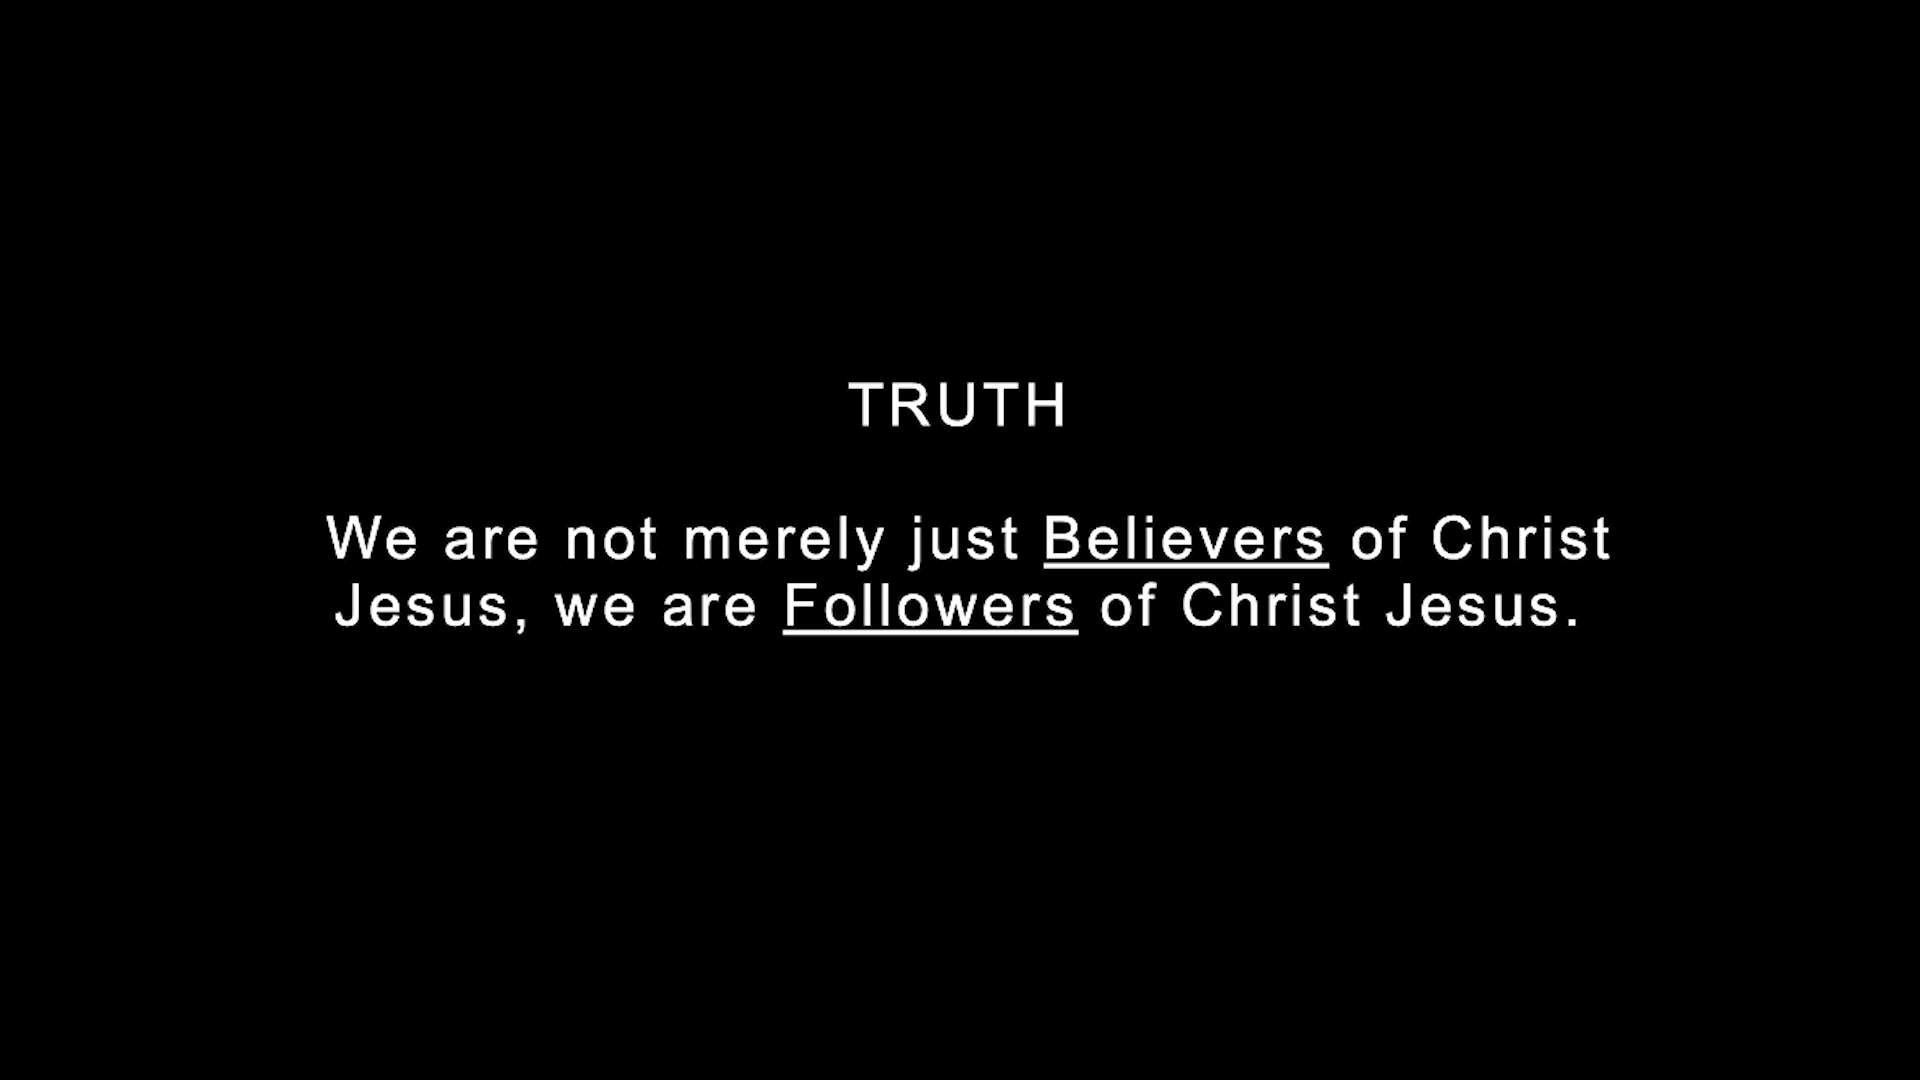 TRUTH
We are not merely just Believers of Christ
Jesus, we are Followers of Christ Jesus.